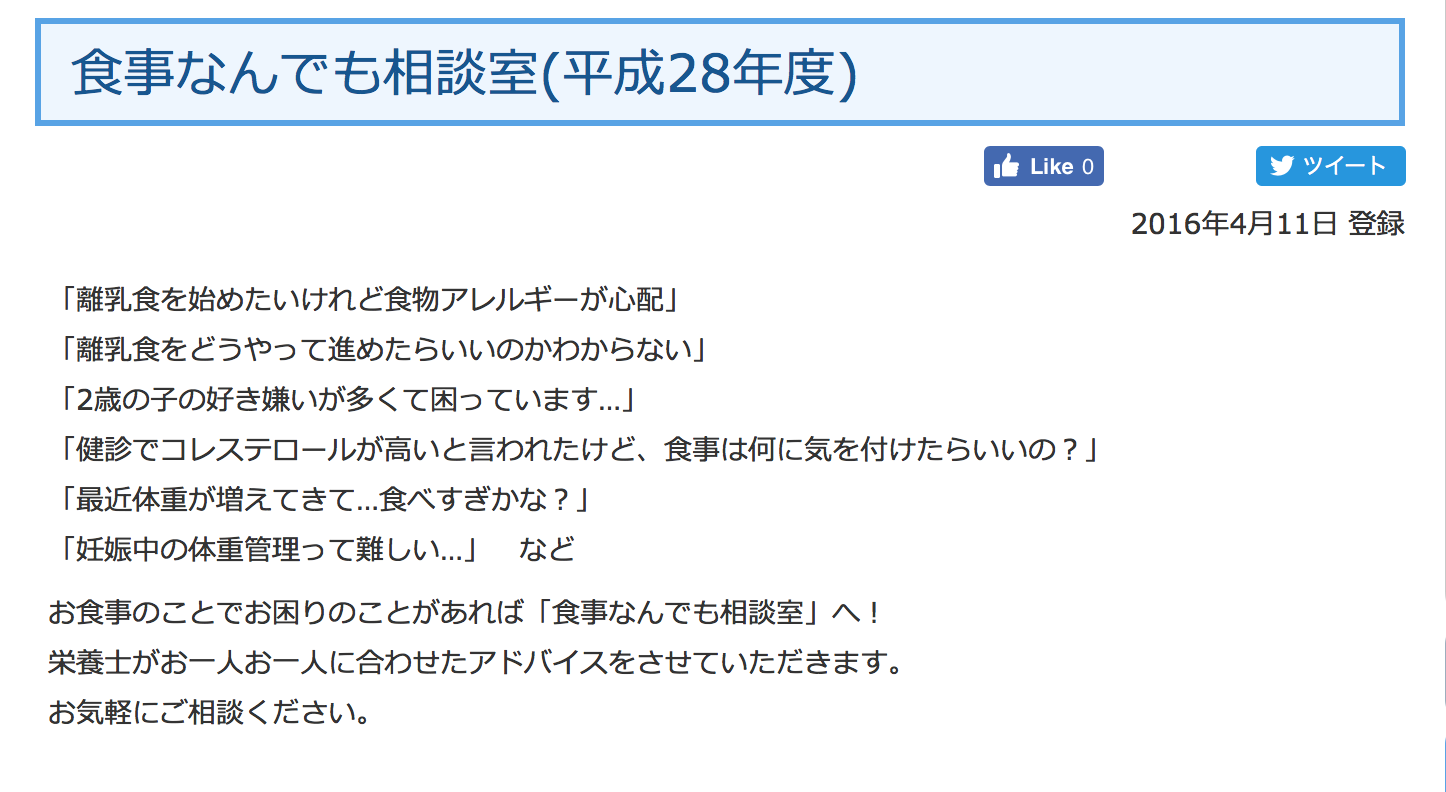 食事なんでも相談室(平成28年度)
Like 0
ツイート
2016年4月11日 登録
「離乳食を始めたいけれど食物アレルギーが心配」
「離乳食をどうやって進めたらいいのかわからない」
「2歳の子の好き嫌いが多くて困っています…」
「健診でコレステロールが高いと言われたけど、食事は何に気を付けたらいいの？」
「最近体重が増えてきて…食べすぎかな？」
「妊娠中の体重管理って難しい…」　など
お食事のことでお困りのことがあれば「食事なんでも相談室」へ！
栄養士がお一人お一人に合わせたアドバイスをさせていただきます。
お気軽にご相談ください。